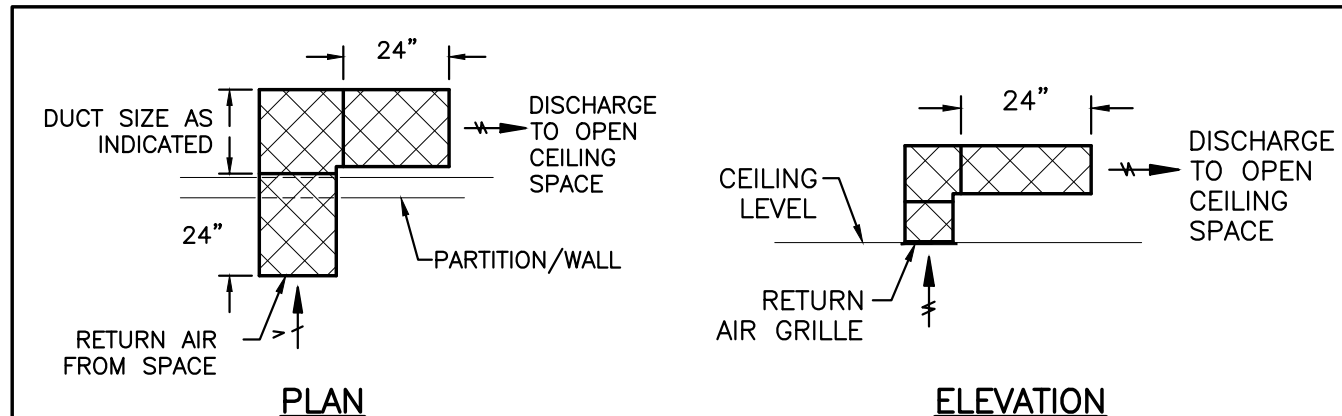 24”
DUCT SIZE AS
INDICATED
DISCHARGE
TO OPEN
CEILING
SPACE
24”
PARTITION/WALL
RETURN AIR
FROM SPACE
PLAN
24”
CEILING
LEVEL
DISCHARGE
TO OPEN
CEILING
SPACE
RETURN
AIR GRILLE
ELEVATION